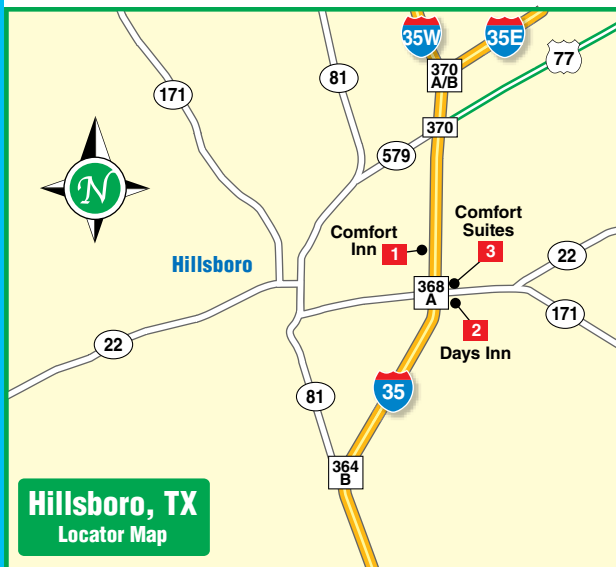 35W
35E
77
370
A/B
81
171
370
579
N
Comfort
Inn
1
Comfort
Suites
3
22
Hillsboro
368
A
171
2
Days Inn
22
81
35
364
B
Hillsboro, TX
Locator Map